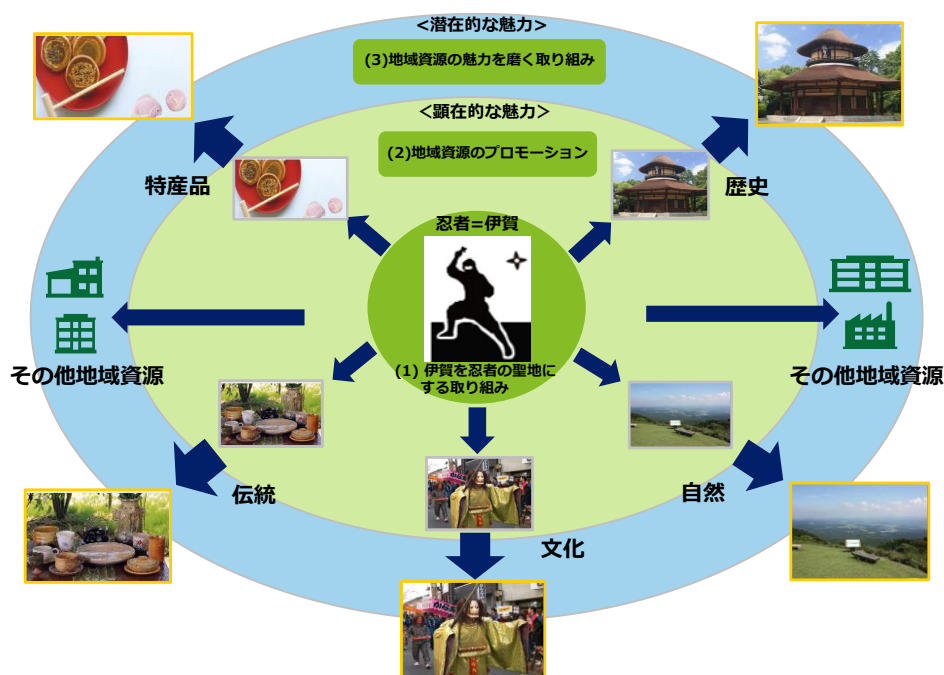 <潜在的な魅力>
(3)地域資源の魅力を磨く取り組み
<顕在的な魅力>
(2)地域資源のプロモーション
特産品
歴史
忍者=伊賀
(1) 伊賀を忍者の聖地に
する取り組み
その他地域資源
その他地域資源
伝統
自然
文化